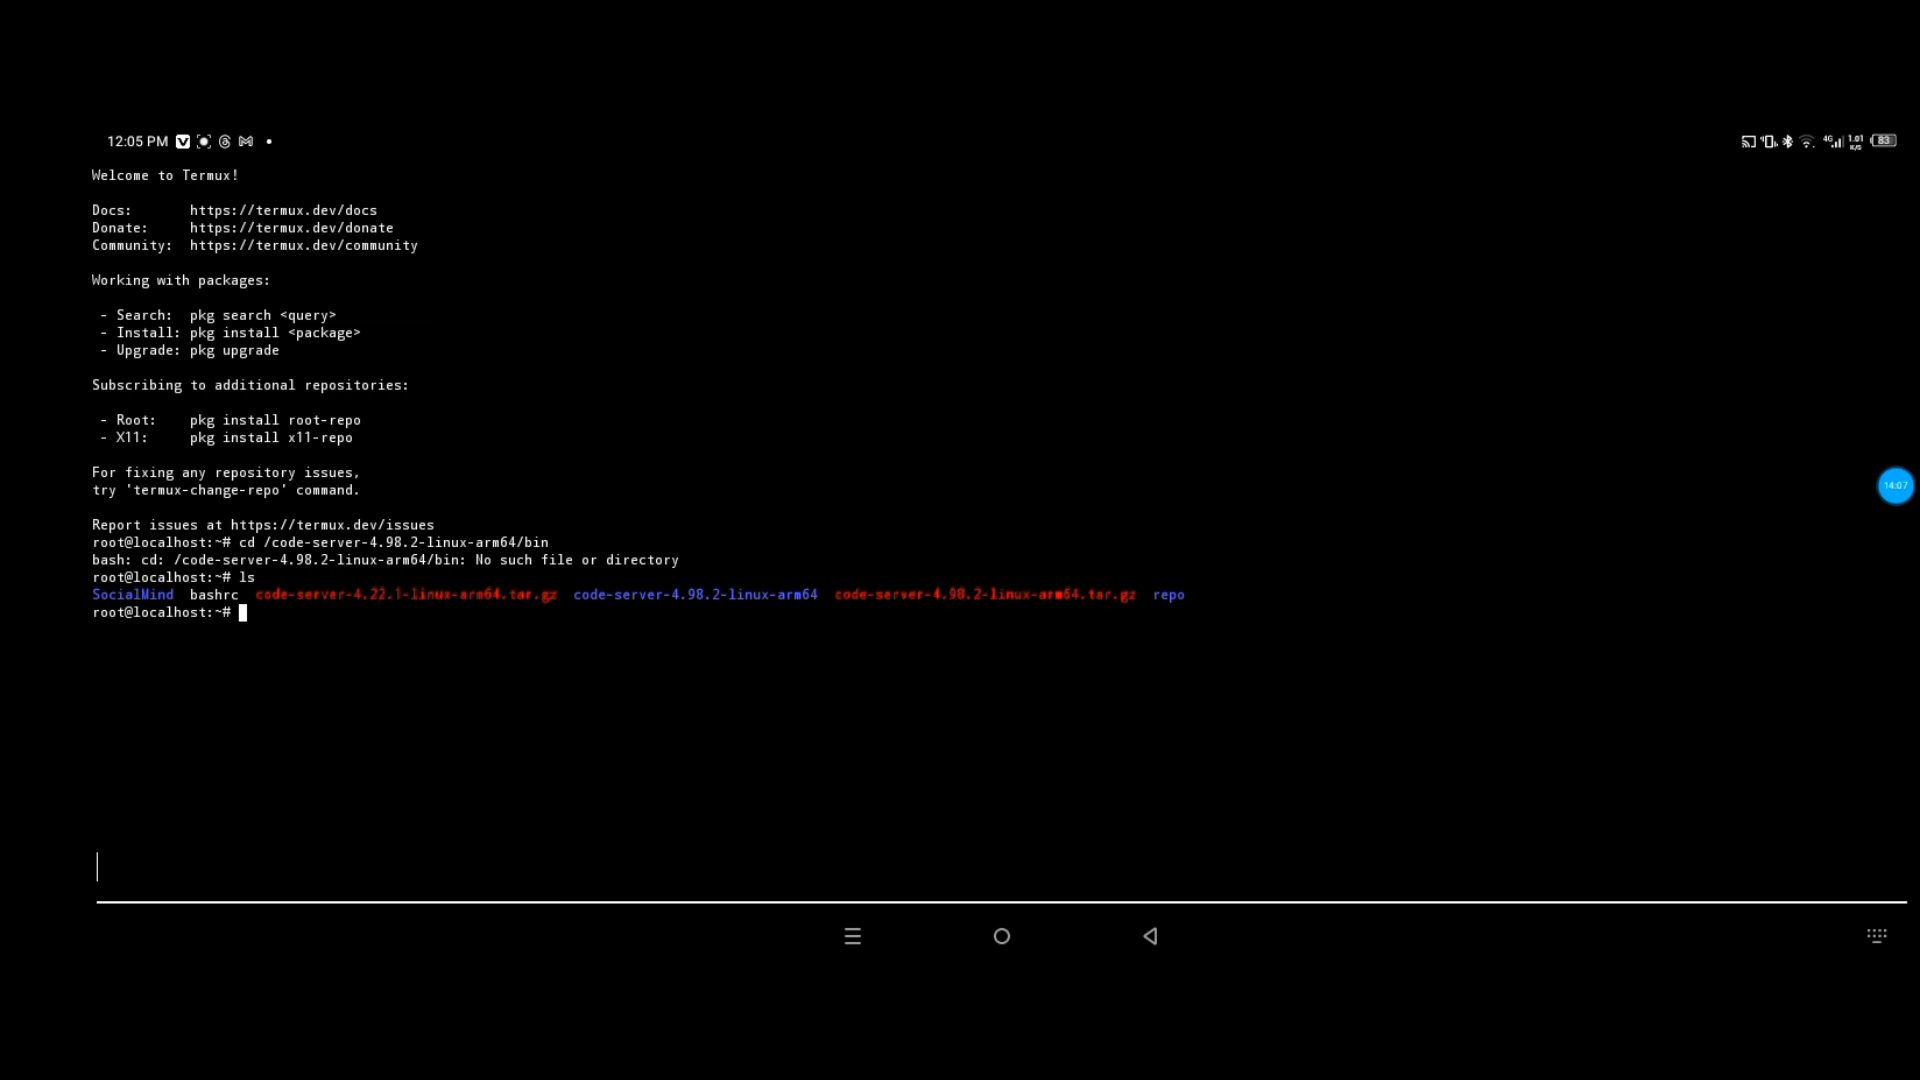 12:05 PM
4G 1.01 K/S 83
Welcome to Termux!
Docs: https://termux.dev/docs
Donate: https://termux.dev/donate
Community: https://termux.dev/community
Working with packages:
- Search: pkg search <query>
- Install: pkg install <package>
- Upgrade: pkg upgrade
Subscribing to additional repositories:
- Root: pkg install root-repo
- X11: pkg install x11-repo
For fixing any repository issues,
try 'termux-change-repo' command.
Report issues at https://termux.dev/issues
root@localhost:~# cd /code-server-4.98.2-linux-arm64/bin
bash: cd: /code-server-4.98.2-linux-arm64/bin: No such file or directory
root@localhost:~# ls
SocialMind bashrc code-server-4.22.1-linux-arm64.tar.gz code-server-4.98.2-linux-arm64 code-server-4.98.2-linux-arm64.tar.gz repo
root@localhost:~#
14:07